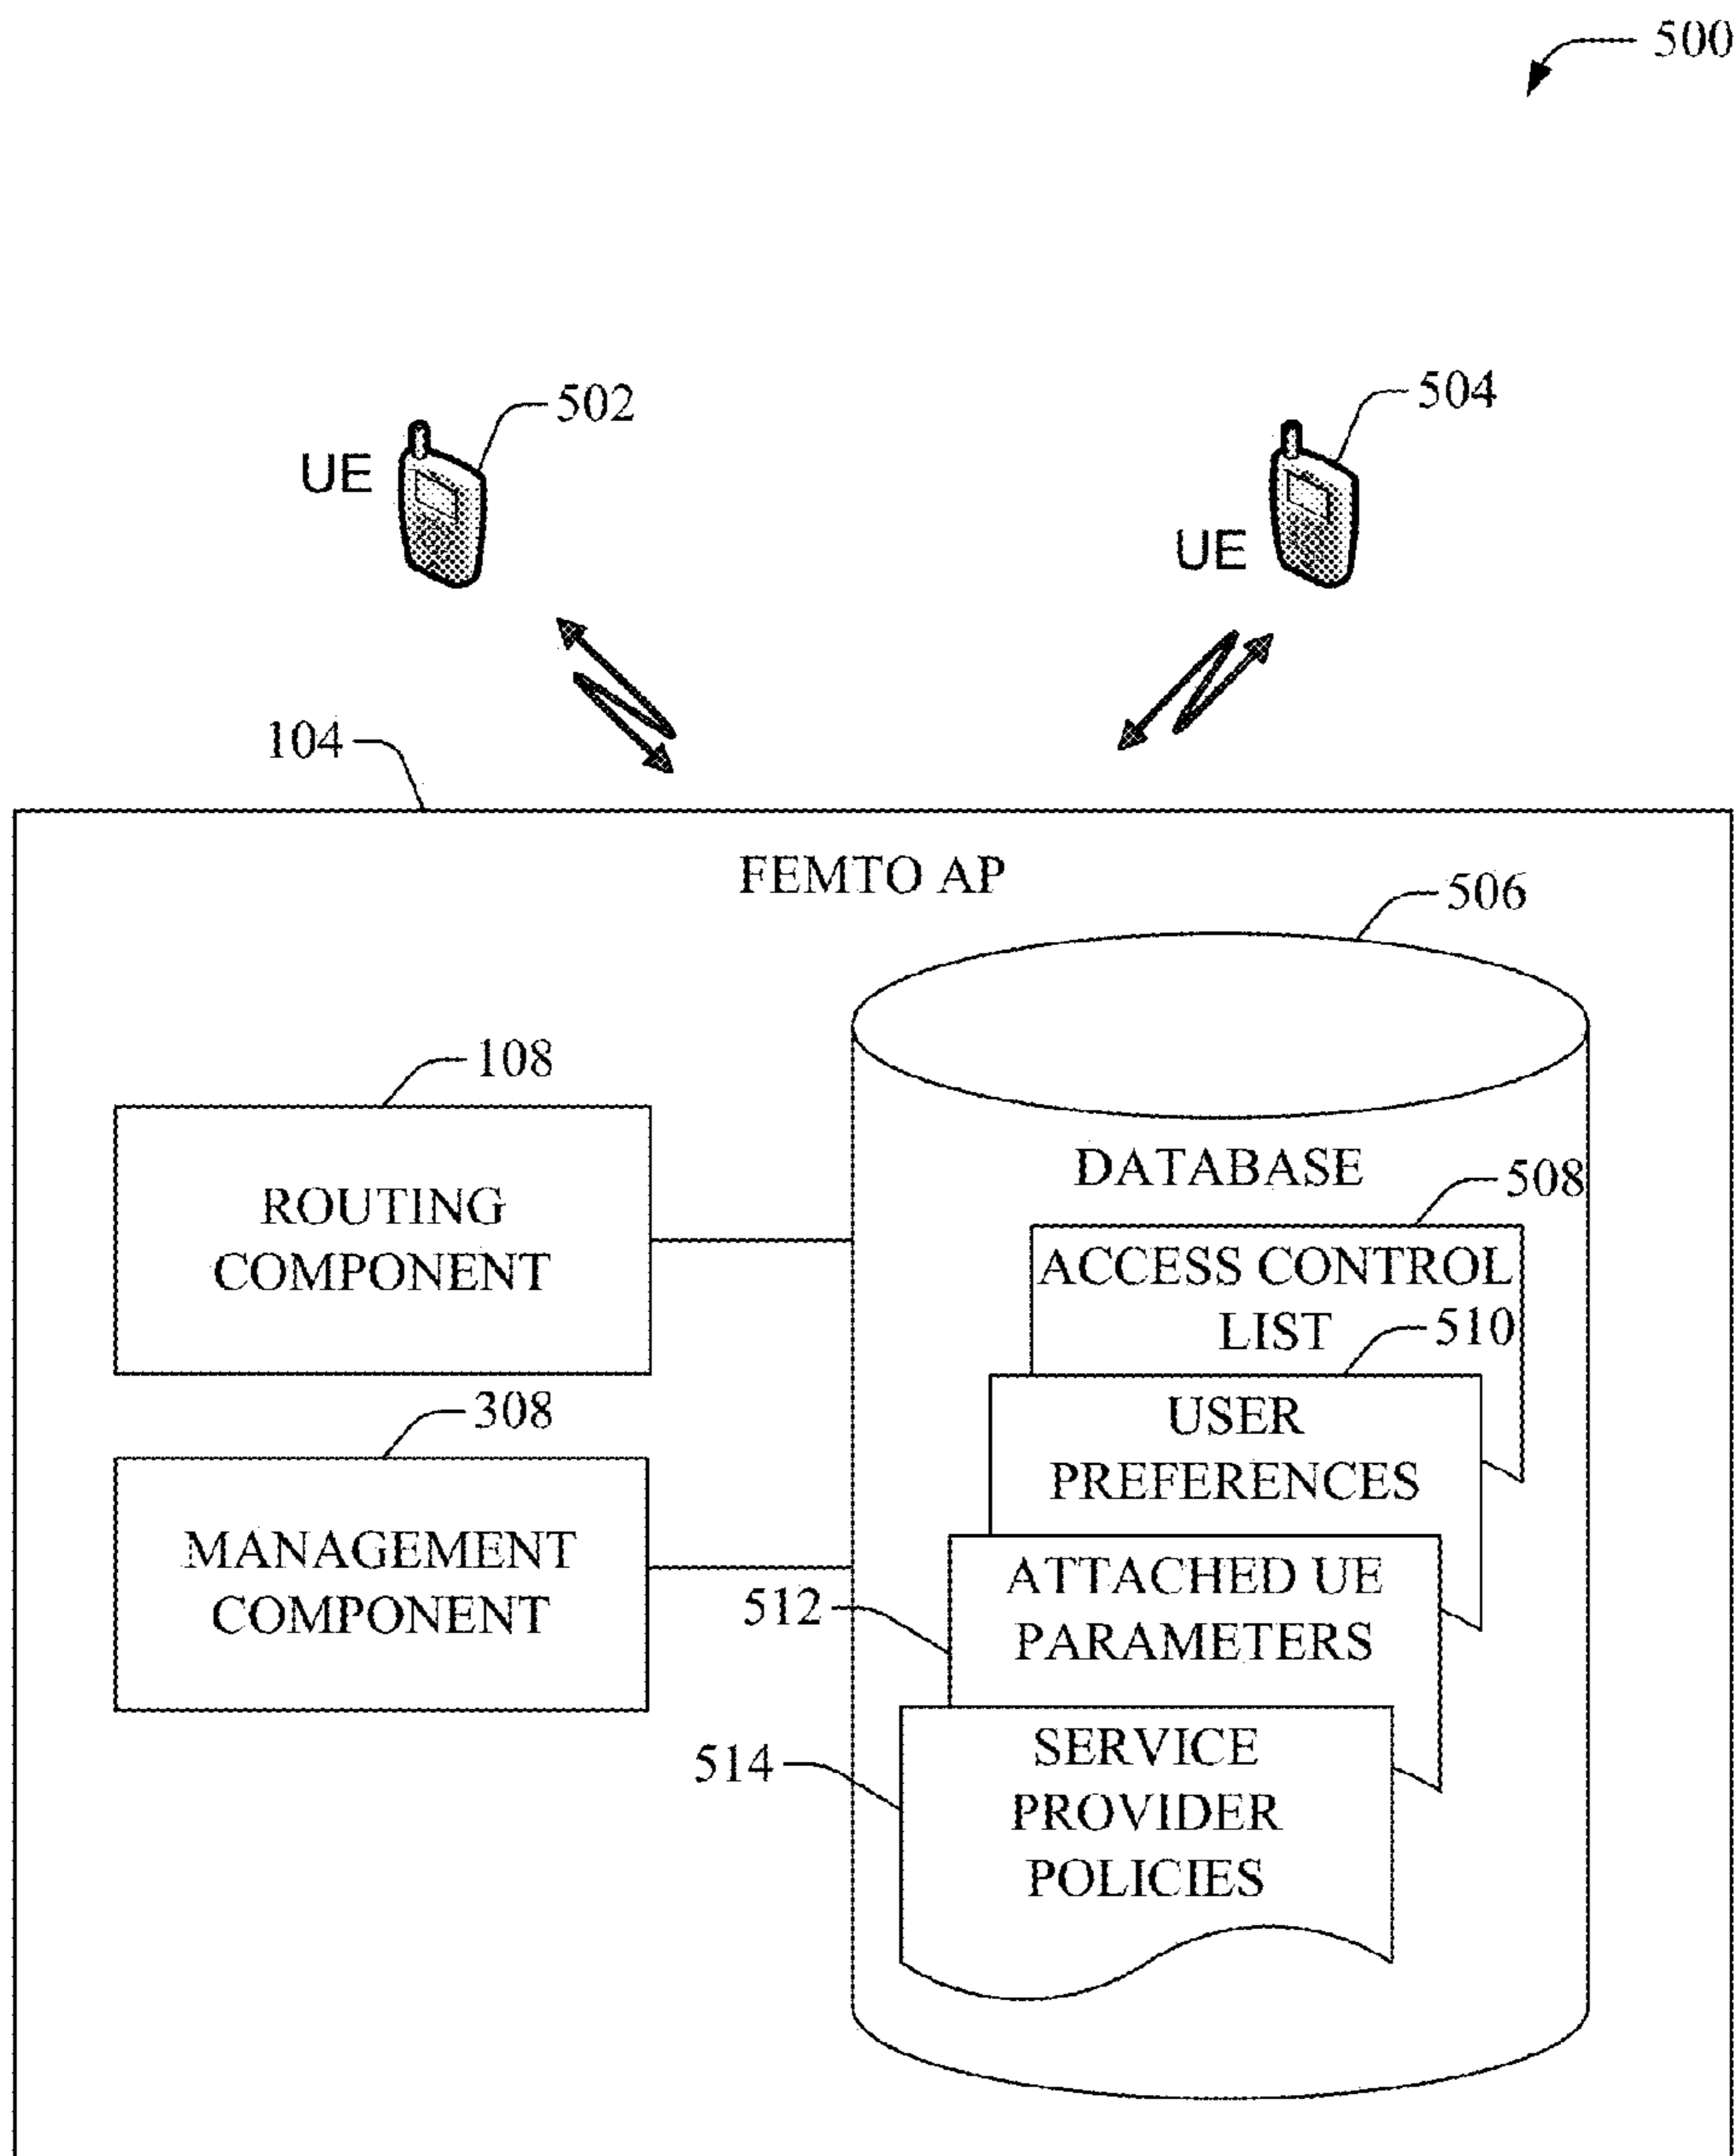 500
502
504
UE
UE
104
FEMTO AP
506
108
ROUTING
COMPONENT
DATABASE
508
ACCESS CONTROL
LIST
510
308
USER
PREFERENCES
MANAGEMENT
COMPONENT
512
ATTACHED UE
PARAMETERS
514
SERVICE
PROVIDER
POLICIES